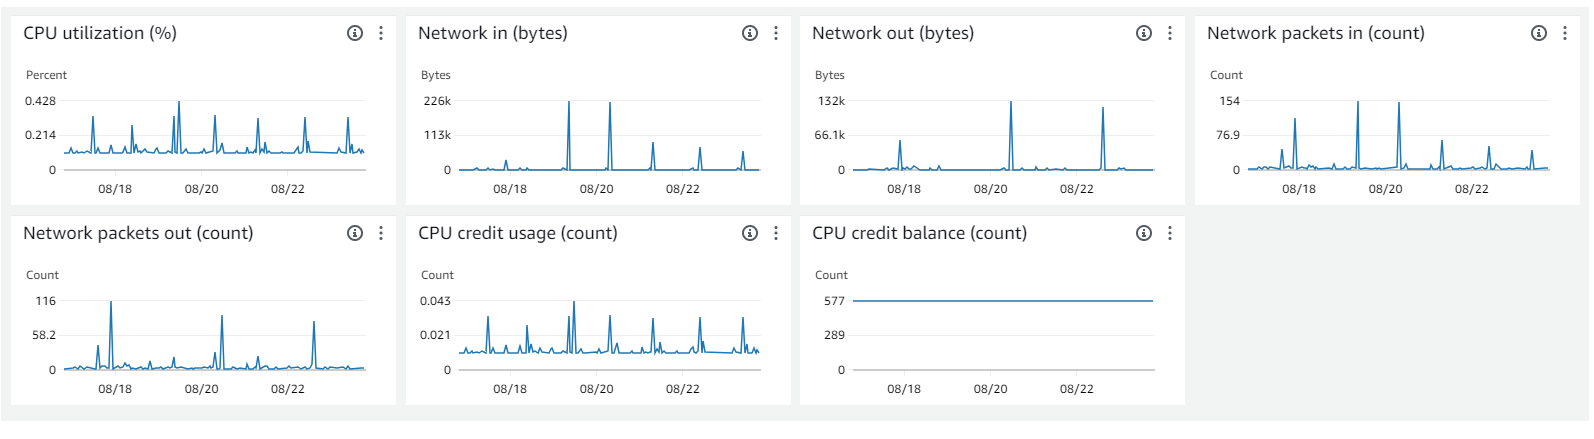 CPU utilization (%)
Percent
0.428
0.214
0
08/18 08/20 08/22
Network in (bytes)
Bytes
226k
113k
0
08/18 08/20 08/22
Network out (bytes)
Bytes
132k
66.1k
0
08/18 08/20 08/22
Network packets in (count)
Count
154
76.9
0
08/18 08/20 08/22
Network packets out (count)
Count
116
58.2
0
08/18 08/20 08/22
CPU credit usage (count)
Count
0.043
0.021
0
08/18 08/20 08/22
CPU credit balance (count)
Count
577
289
0
08/18 08/20 08/22